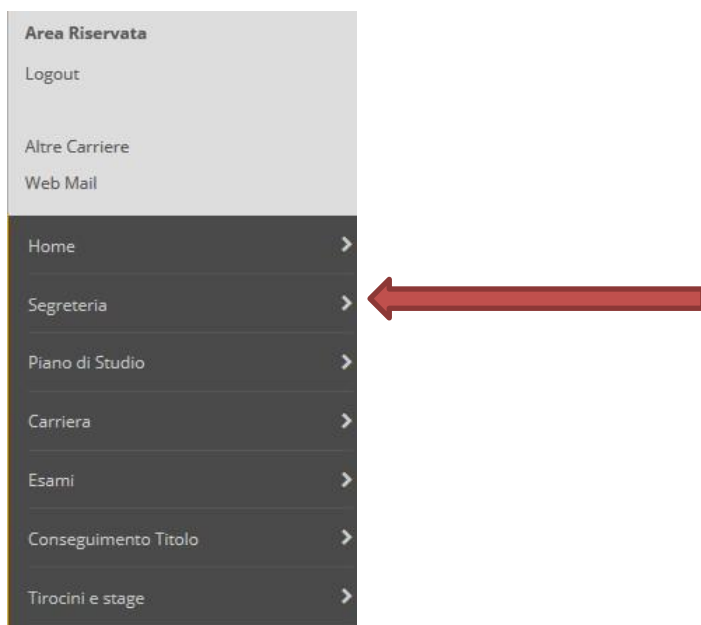 Area Riservata
Logout
Altre Carriere
Web Mail
Home
Segreteria
Piano di Studio
Carriera
Esami
Conseguimento Titolo
Tirocini e stage